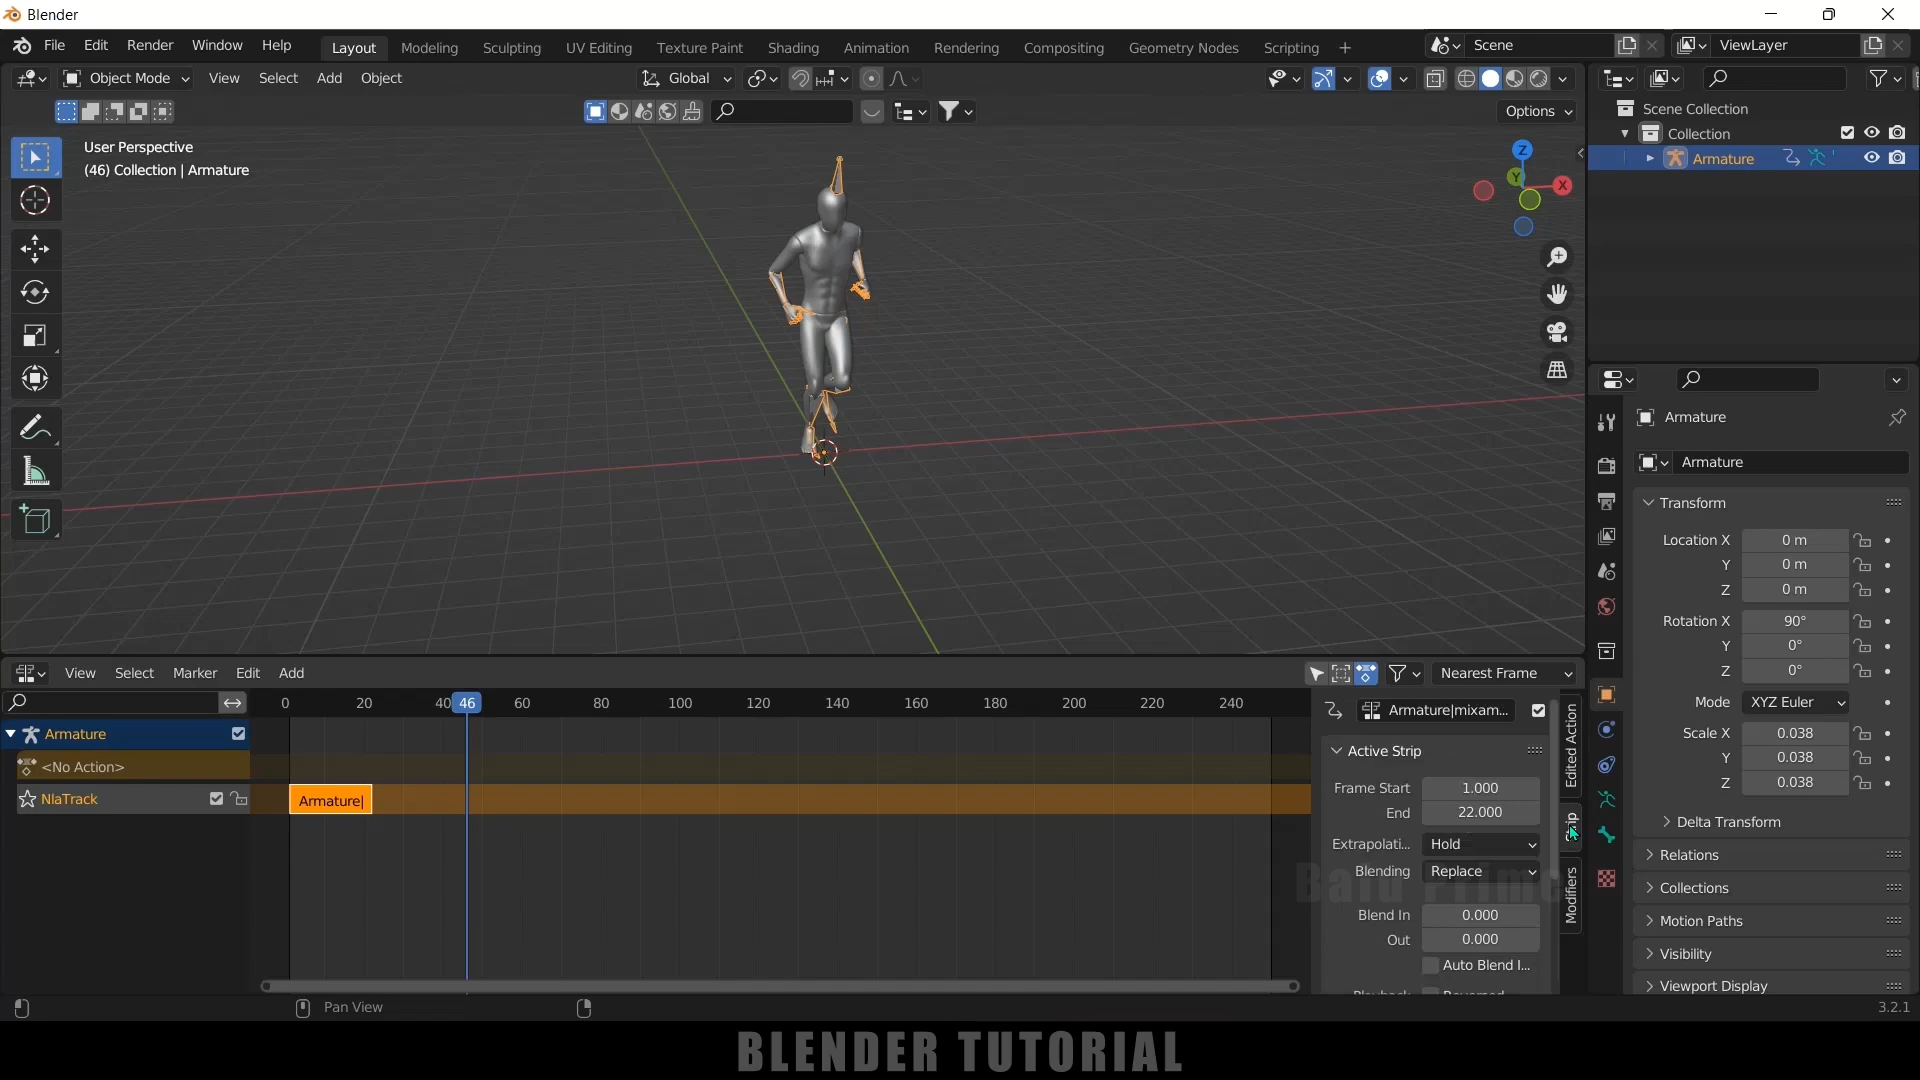 Blender
File Edit Render Window Help Layout Modeling Sculpting UV Editing Texture Paint Shading Animation Rendering Compositing Geometry Nodes Scripting + Scene ViewLayer
Object Mode View Select Add Object Global
Options
User Perspective
(46) Collection | Armature
Z
Y
X
Scene Collection
Collection
Armature
Armature
Armature
Transform
Location X 0 m
Y 0 m
Z 0 m
Rotation X 90°
Y 0°
Z 0°
Mode XYZ Euler
Scale X 0.038
Y 0.038
Z 0.038
Delta Transform
Relations
Collections
Motion Paths
Visibility
Viewport Display
View Select Marker Edit Add Nearest Frame
0 20 40 46 60 80 100 120 140 160 180 200 220 240
Armature
<No Action>
NlaTrack
Armature|
Armature|mixam...
Active Strip
Frame Start 1.000
End 22.000
Extrapolati... Hold
Blending Replace
Blend In 0.000
Out 0.000
Auto Blend I...
Edited Action
Strip
Modifiers
Pan View
3.2.1
BLENDER TUTORIAL